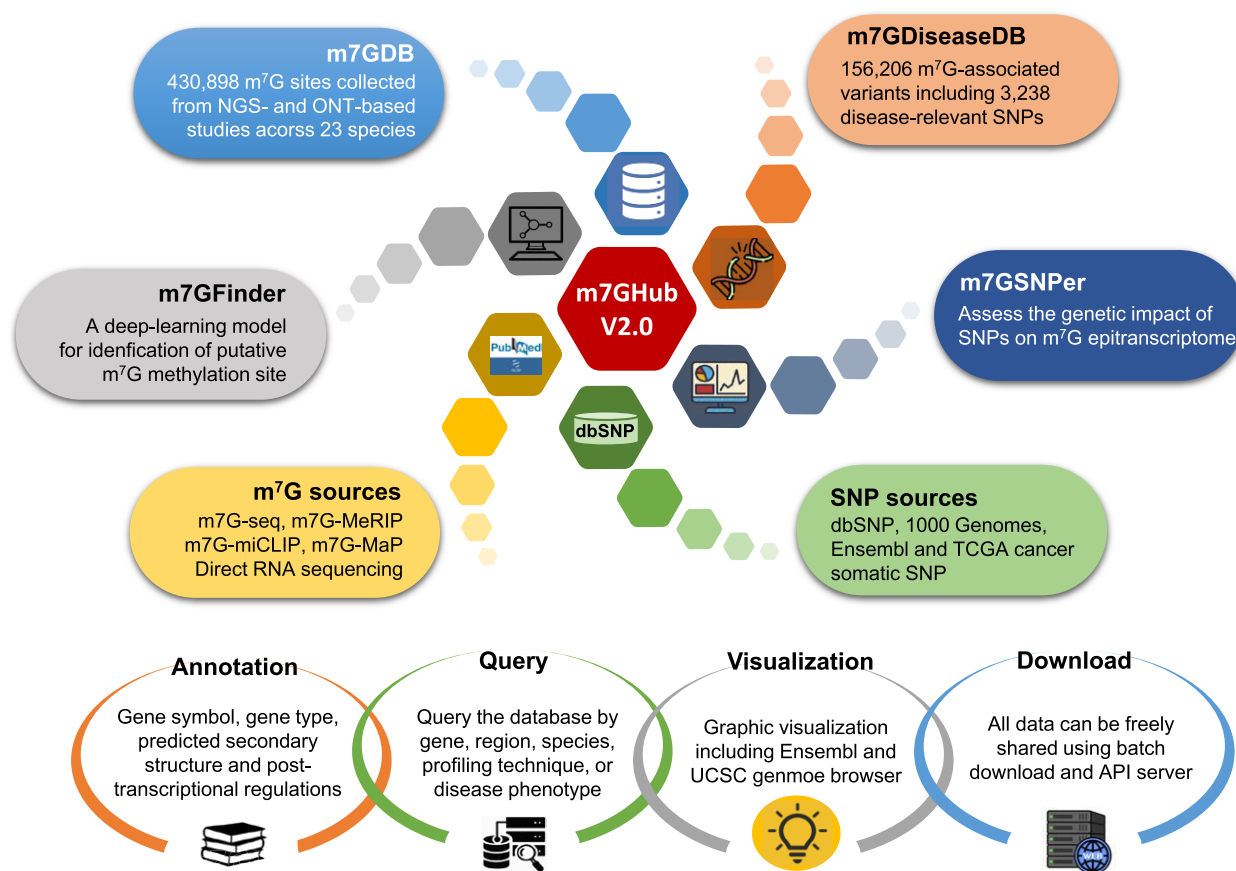 m7GDB
430,898 m⁷G sites collected
from NGS- and ONT-based
studies acorss 23 species
m7GDiseaseDB
156,206 m⁷G-associated
variants including 3,238
disease-relevant SNPs
m7GFinder
A deep-learning model
for idenfication of putative
m⁷G methylation site
m7GHub
V2.0
m7GSNPer
Assess the genetic impact of
SNPs on m⁷G epitranscriptome
PubMed
dbSNP
m⁷G sources
m7G-seq, m7G-MeRIP
m7G-miCLIP, m7G-MaP
Direct RNA sequencing
SNP sources
dbSNP, 1000 Genomes,
Ensembl and TCGA cancer
somatic SNP
Annotation
Gene symbol, gene type,
predicted secondary
structure and post-
transcriptional regulations
Query
Query the database by
gene, region, species,
profiling technique, or
disease phenotype
Visualization
Graphic visualization
including Ensembl and
UCSC genmoe browser
Download
All data can be freely
shared using batch
download and API server
WEB